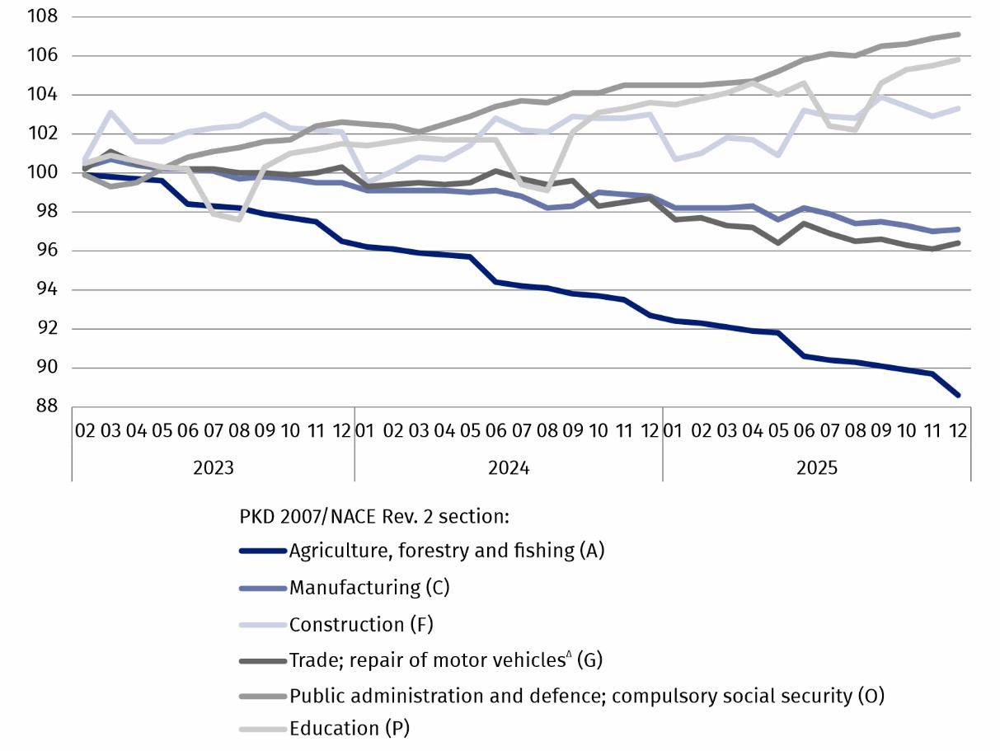 108
106
104
102
100
98
96
94
92
90
88
02 03 04 05 06 07 08 09 10 11 12 01 02 03 04 05 06 07 08 09 10 11 12 01 02 03 04 05 06 07 08 09 10 11 12
2023 2024 2025
PKD 2007/NACE Rev. 2 section:
Agriculture, forestry and fishing (A)
Manufacturing (C)
Construction (F)
Trade; repair of motor vehiclesᐞ (G)
Public administration and defence; compulsory social security (O)
Education (P)